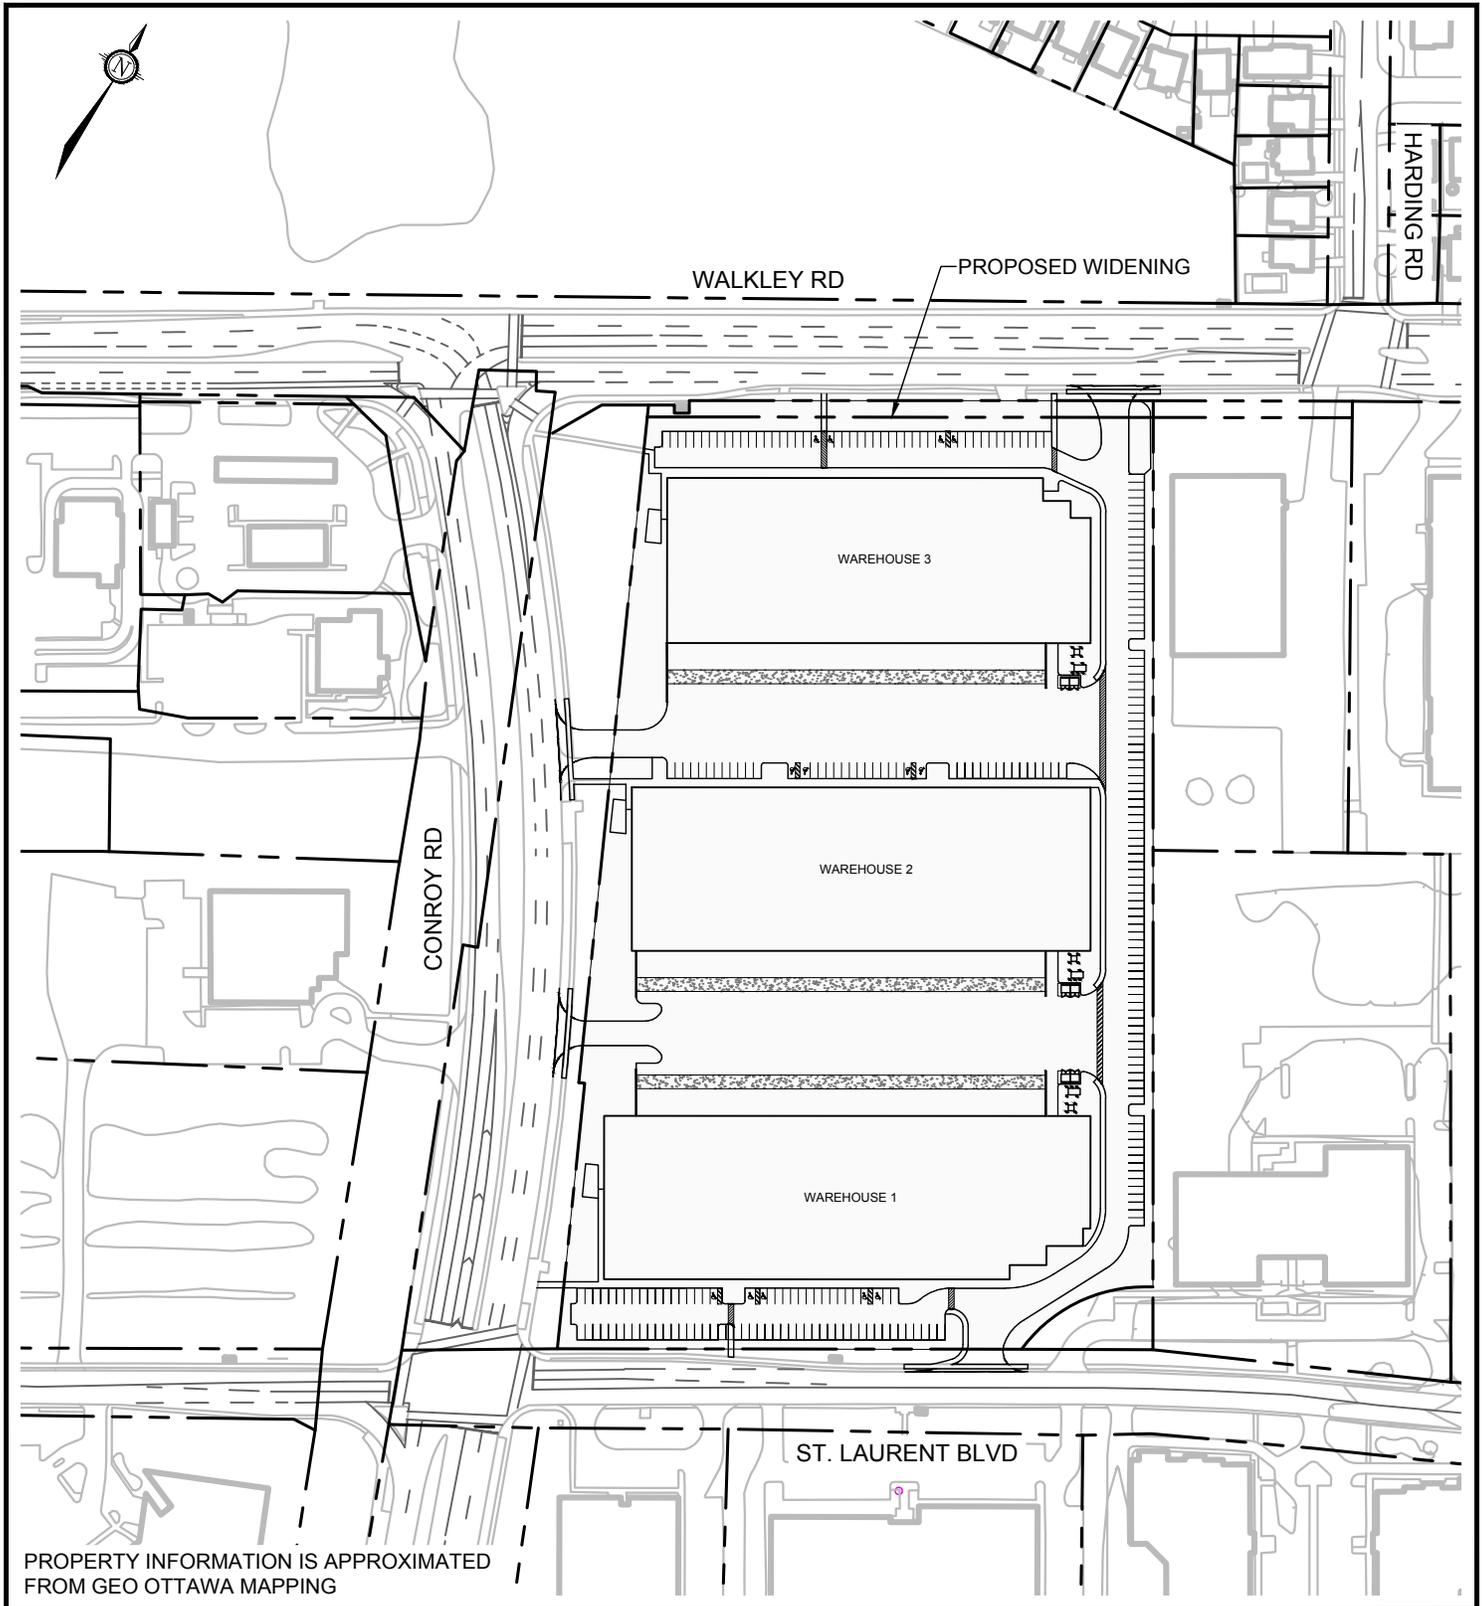 N
HARDING RD
WALKLEY RD
PROPOSED WIDENING
WAREHOUSE 3
WAREHOUSE 2
CONROY RD
WAREHOUSE 1
ST. LAURENT BLVD
PROPERTY INFORMATION IS APPROXIMATED
FROM GEO OTTAWA MAPPING